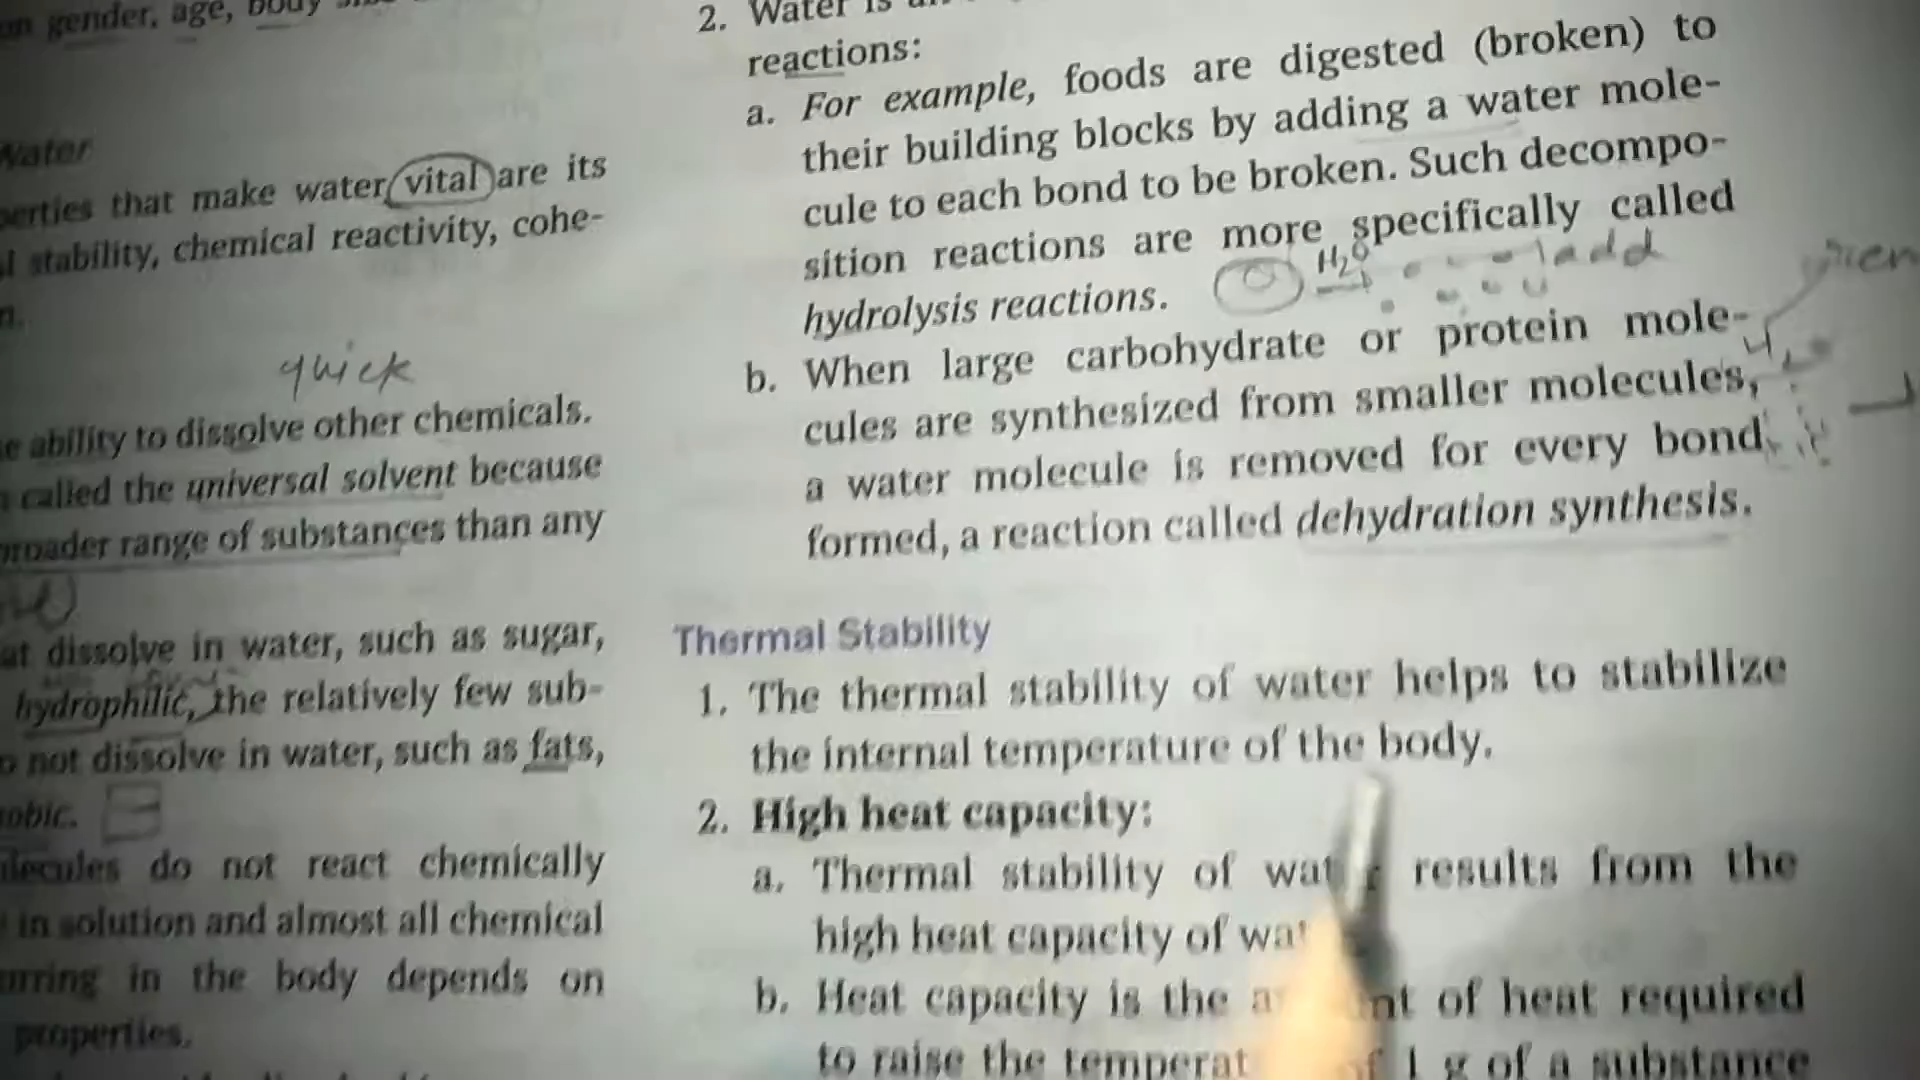 on gender, age, body
Water
perties that make water vital are its
l stability, chemical reactivity, cohe-
n.
quick
e ability to dissolve other chemicals.
called the universal solvent because
broader range of substances than any
at dissolve in water, such as sugar,
hydrophilic, the relatively few sub-
o not dissolve in water, such as fats,
obic.
lecules do not react chemically
in solution and almost all chemical
urring in the body depends on
properties.
2. Water is an
reactions:
a. For example, foods are digested (broken) to
their building blocks by adding a water mole-
cule to each bond to be broken. Such decompo-
sition reactions are more specifically called
H2O add
hydrolysis reactions.
b. When large carbohydrate or protein mole-
cules are synthesized from smaller molecules,
a water molecule is removed for every bond
formed, a reaction called dehydration synthesis.
Thermal Stability
1. The thermal stability of water helps to stabilize
the internal temperature of the body.
2. High heat capacity:
a. Thermal stability of wat r results from the
high heat capacity of wat
b. Heat capacity is the a nt of heat required
to raise the temperat of 1 g of a substance